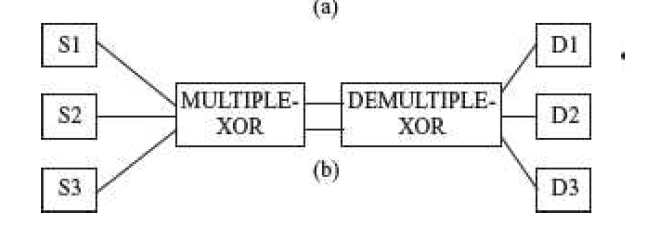 (a)
S1
D1
MULTIPLE-
XOR
DEMULTIPLE-
XOR
S2
D2
(b)
S3
D3